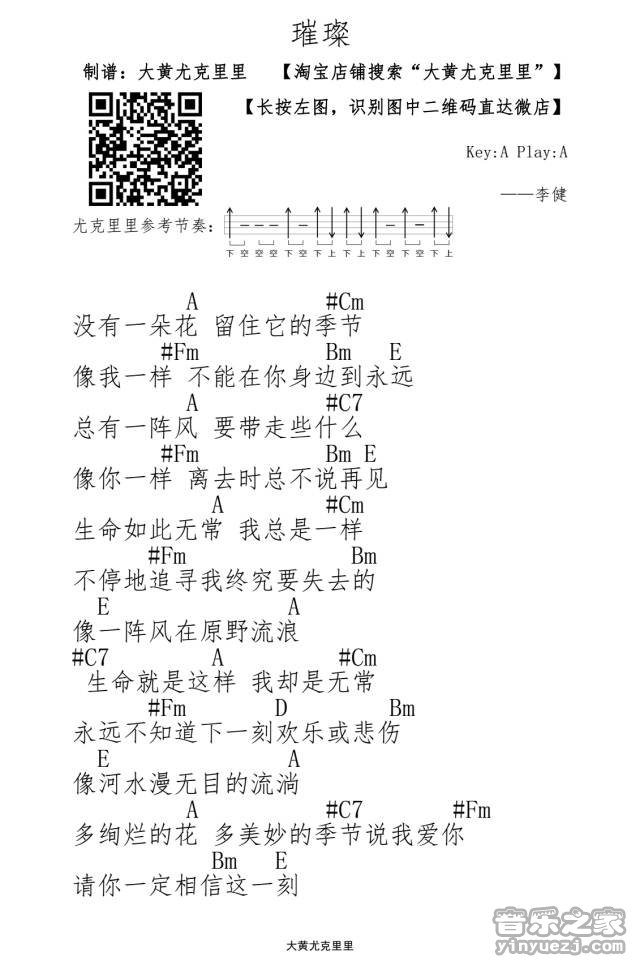 璀璨
制谱：大黄尤克里里 【淘宝店铺搜索“大黄尤克里里”】
【长按左图，识别图中二维码直达微店】
Key:A Play:A
——李健
尤克里里参考节奏：
下 空 空 空 下 空 下 上 下 上 下 空 下 空 下 上
A #Cm
没有一朵花 留住它的季节
#Fm Bm E
像我一样 不能在你身边到永远
A #C7
总有一阵风 要带走些什么
#Fm Bm E
像你一样 离去时总不说再见
A #Cm
生命如此无常 我总是一样
#Fm Bm
不停地追寻我终究要失去的
E A
像一阵风在原野流浪
#C7 A #Cm
生命就是这样 我却是无常
#Fm D Bm
永远不知道下一刻欢乐或悲伤
E A
像河水漫无目的流淌
A #C7 #Fm
多绚烂的花 多美妙的季节说我爱你
Bm E
请你一定相信这一刻
大黄尤克里里
音乐之家
yinyuezj.com